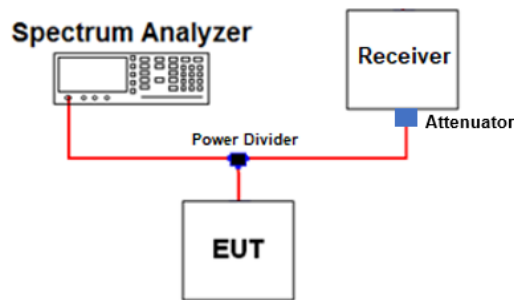 Spectrum Analyzer
Receiver
Attenuator
Power Divider
EUT